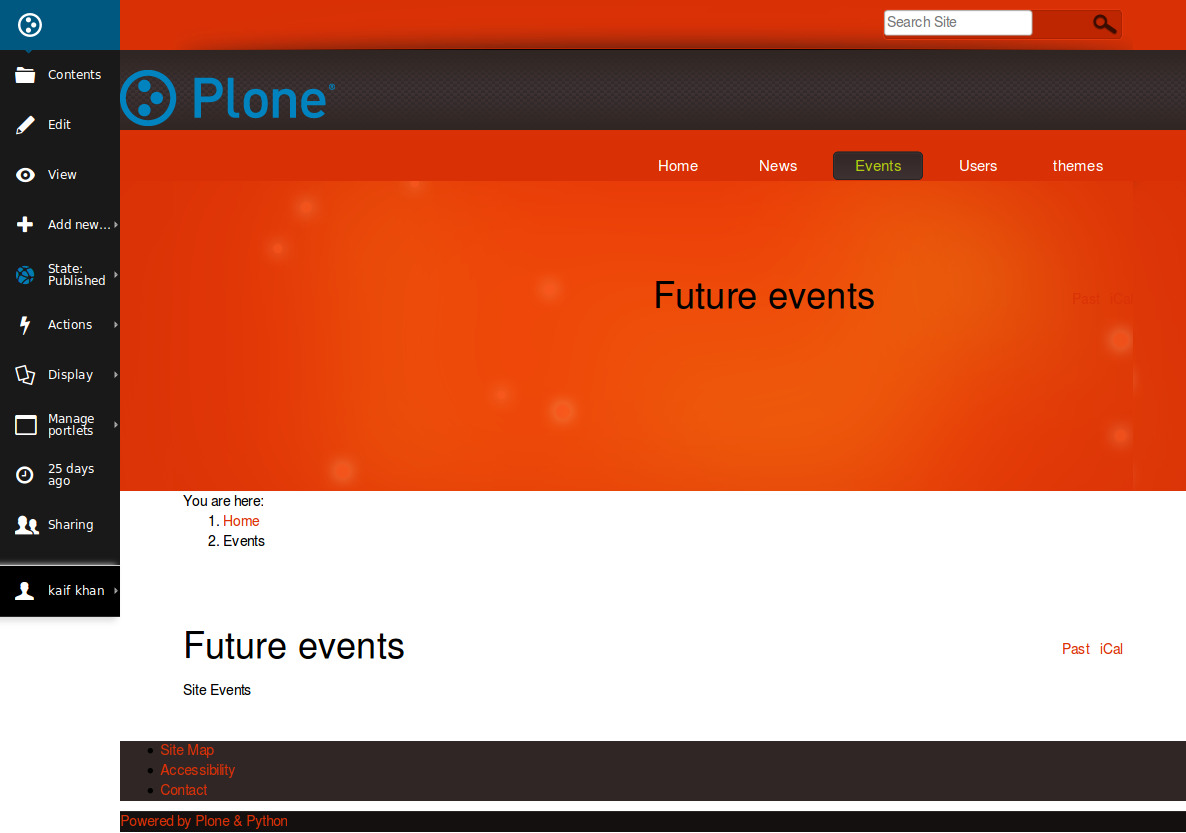 Search Site
Contents
Edit
View
Add new...
State:
Published
Actions
Display
Manage
portlets
25 days
ago
Sharing
kaif khan
Plone®
Home News Events Users themes
Future events
Past iCal
You are here:
1. Home
2. Events
Future events
Past iCal
Site Events
Site Map
Accessibility
Contact
Powered by Plone & Python